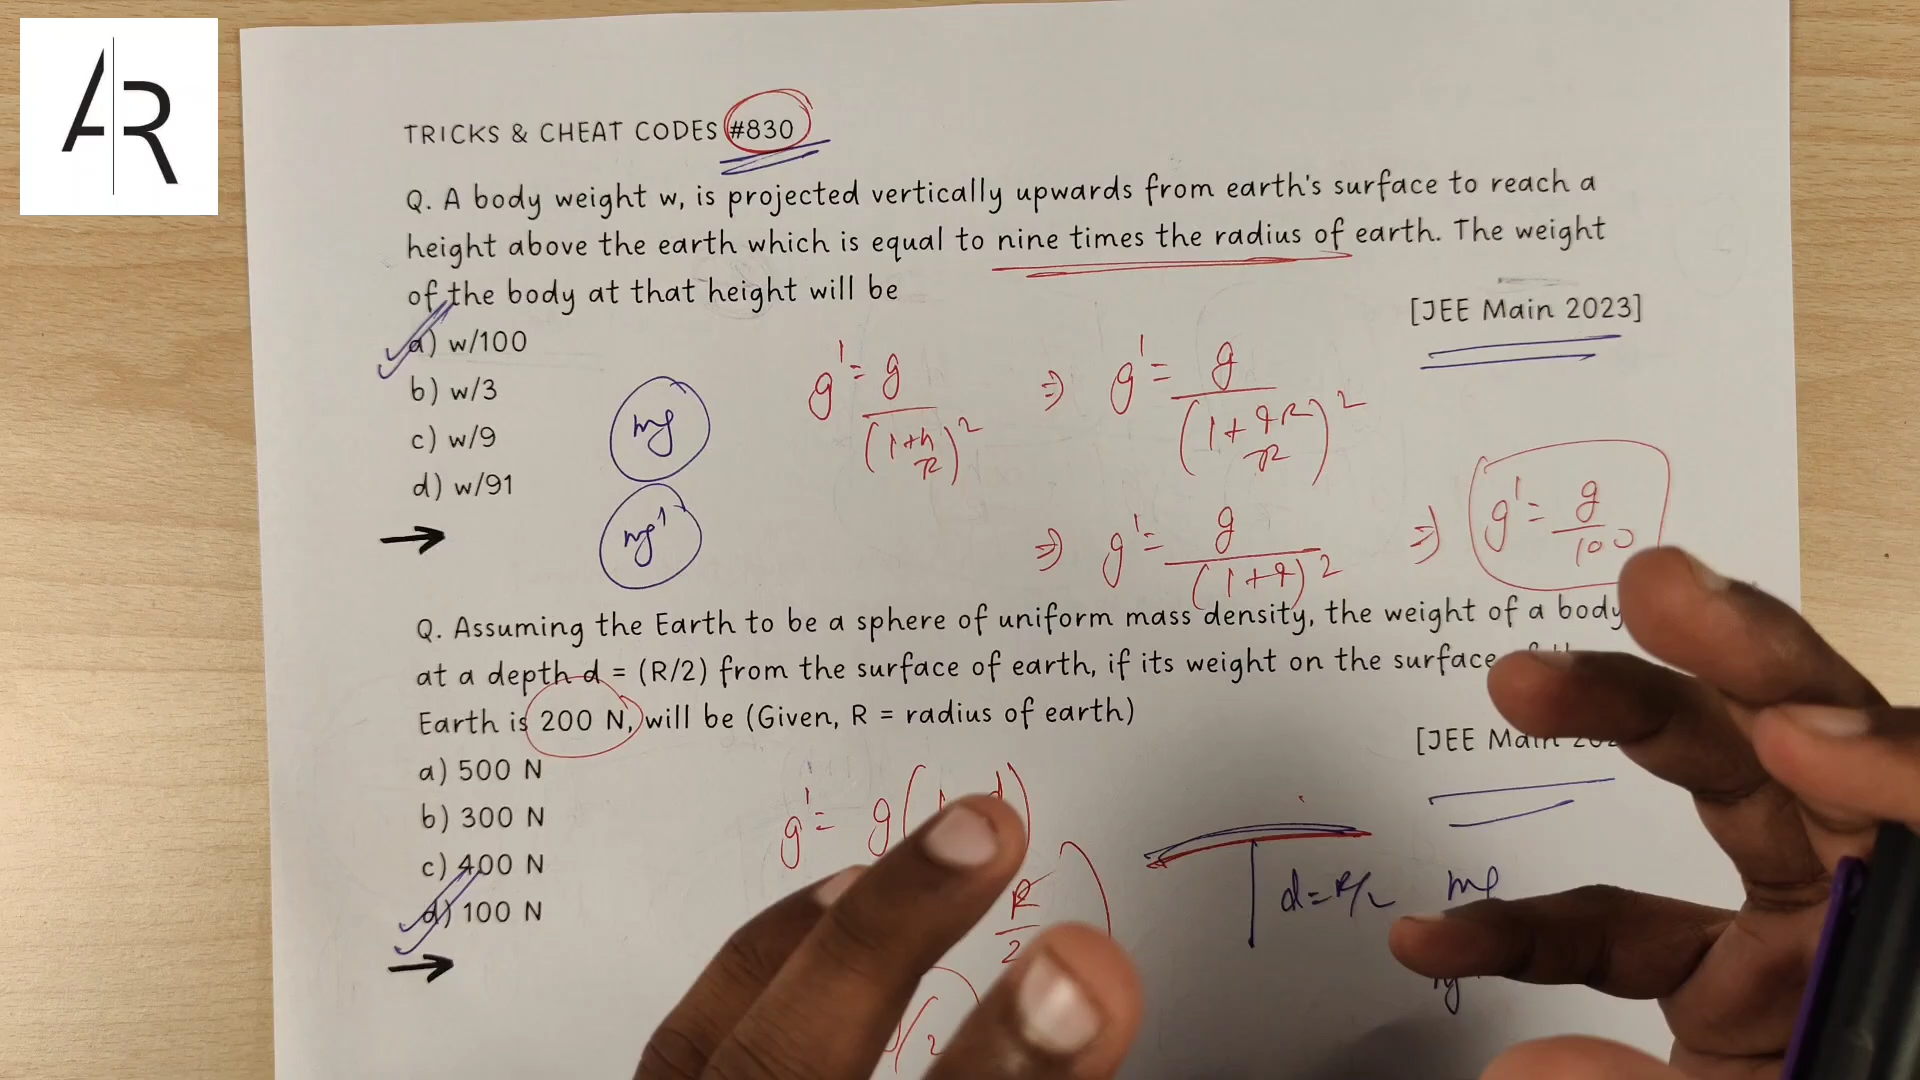 AR
TRICKS & CHEAT CODES #830
Q. A body weight w, is projected vertically upwards from earth's surface to reach a
height above the earth which is equal to nine times the radius of earth. The weight
of the body at that height will be
[JEE Main 2023]
a) w/100
b) w/3
c) w/9
d) w/91
mg
mg'
g' = g/(1+h/R)^2
⇒ g' = g/(1+9R/R)^2
⇒ g' = g/(1+9)^2
⇒ g' = g/100
Q. Assuming the Earth to be a sphere of uniform mass density, the weight of a body
at a depth d = (R/2) from the surface of earth, if its weight on the surface
Earth is 200 N, will be (Given, R = radius of earth)
[JEE Main
a) 500 N
b) 300 N
c) 400 N
d) 100 N
g' = g(1
R/2
d = R/2
mg